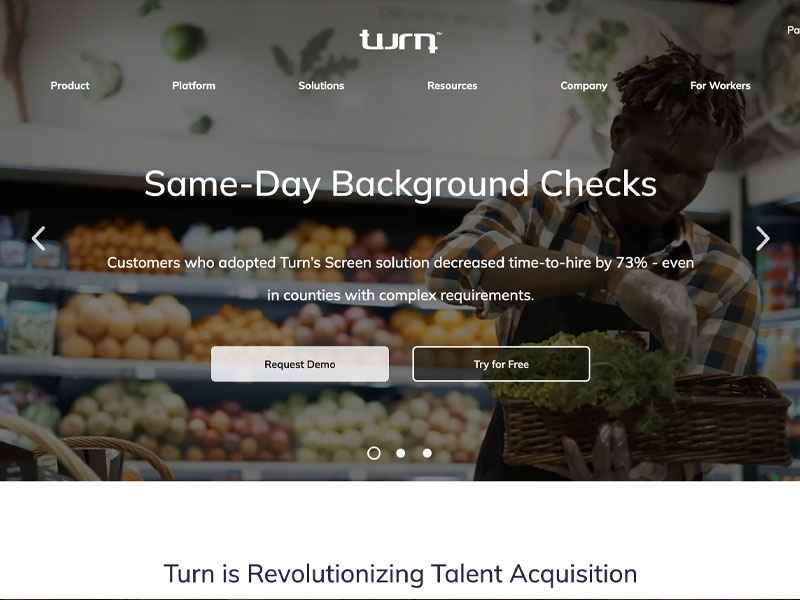 turn™
Product Platform Solutions Resources Company For Workers
Same-Day Background Checks
Customers who adopted Turn's Screen solution decreased time-to-hire by 73% - even
in counties with complex requirements.
Request Demo Try for Free
Turn is Revolutionizing Talent Acquisition